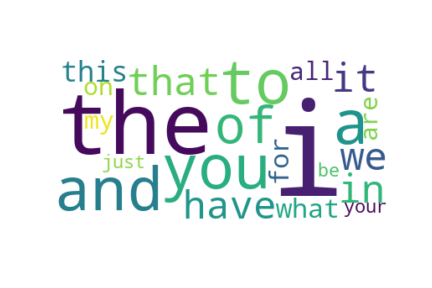 this
on
that
to
all
it
the
my
of
i
a
are
just
you
for
we
and
have
what
be
in
your